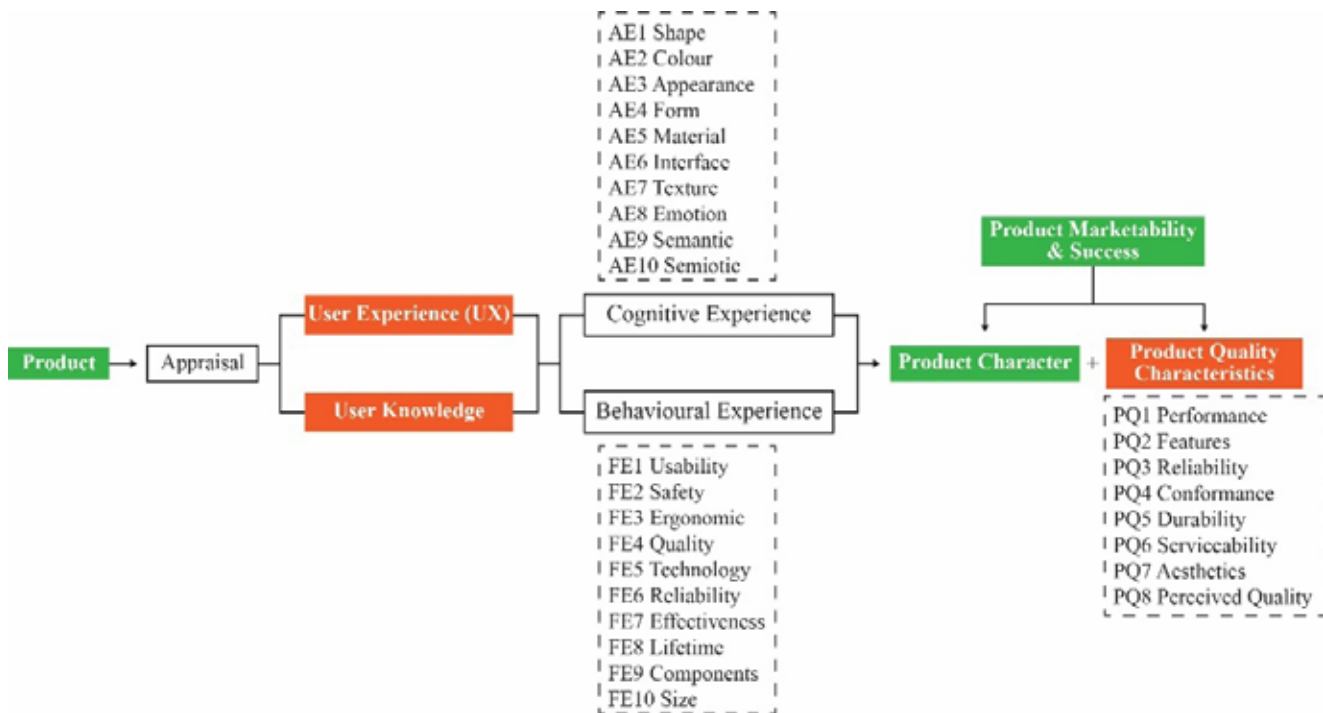 AE1 Shape
AE2 Colour
AE3 Appearance
AE4 Form
AE5 Material
AE6 Interface
AE7 Texture
AE8 Emotion
AE9 Semantic
AE10 Semiotic
Product Marketability
& Success
User Experience (UX)
Cognitive Experience
Product
Appraisal
Product Character
+
Product Quality
Characteristics
User Knowledge
Behavioural Experience
FE1 Usability
FE2 Safety
FE3 Ergonomic
FE4 Quality
FE5 Technology
FE6 Reliability
FE7 Effectiveness
FE8 Lifetime
FE9 Components
FE10 Size
PQ1 Performance
PQ2 Features
PQ3 Reliability
PQ4 Conformance
PQ5 Durability
PQ6 Serviceability
PQ7 Aesthetics
PQ8 Perceived Quality